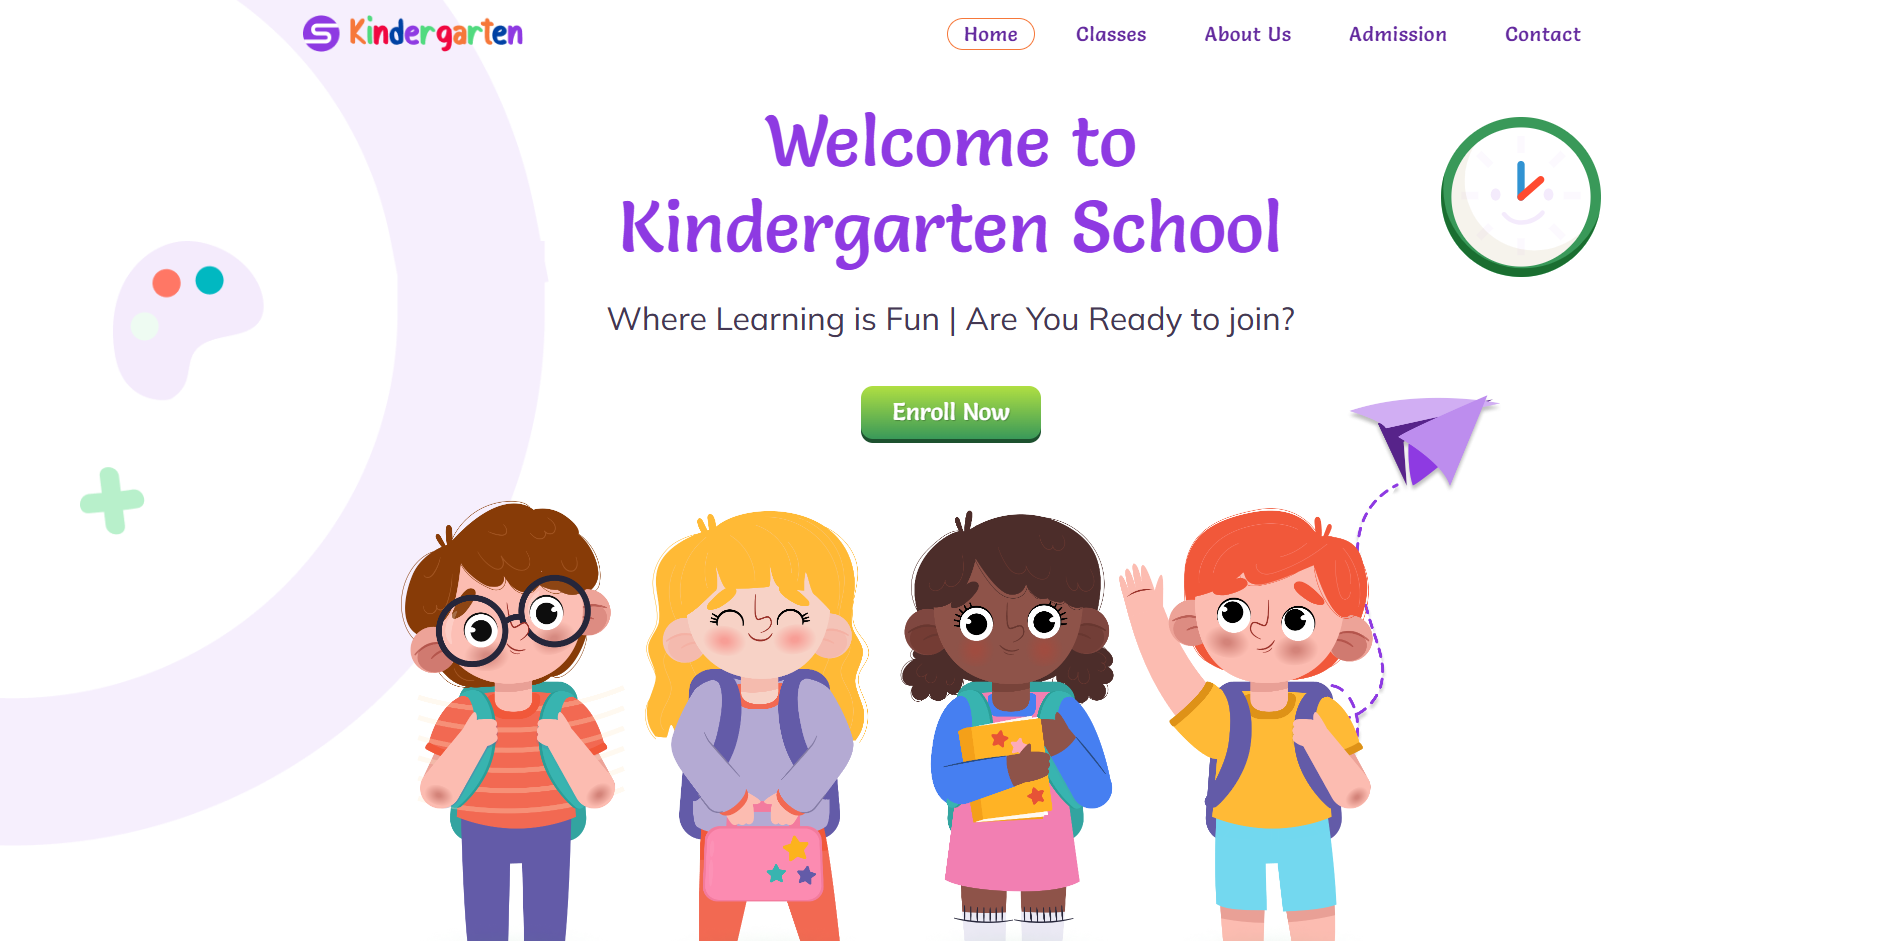 Kindergarten
Home
Classes
About Us
Admission
Contact
Welcome to
Kindergarten School
Where Learning is Fun | Are You Ready to join?
Enroll Now